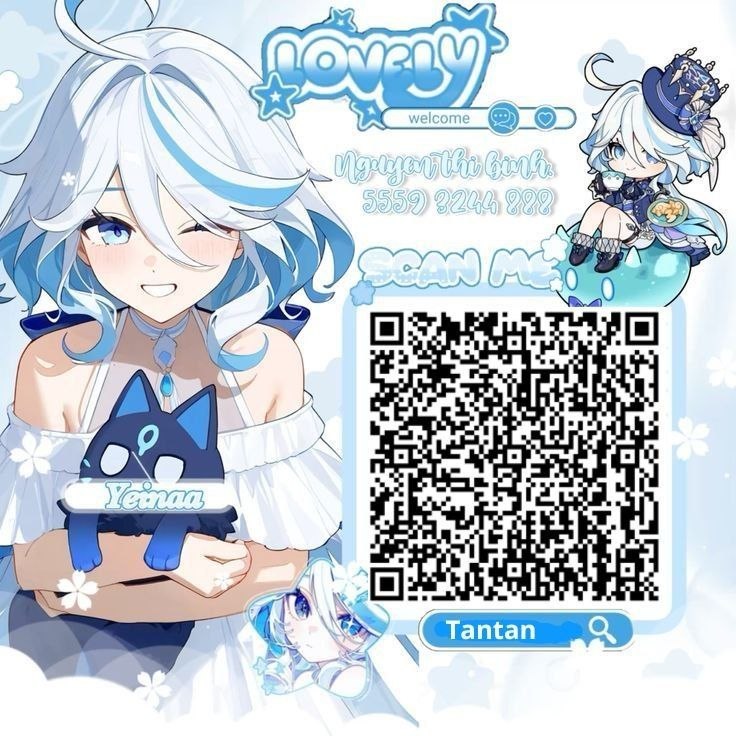 LOVELY
welcome
Nguyen thi binh.
5559 3244 888
SCAN ME
Yeinaa
Tantan